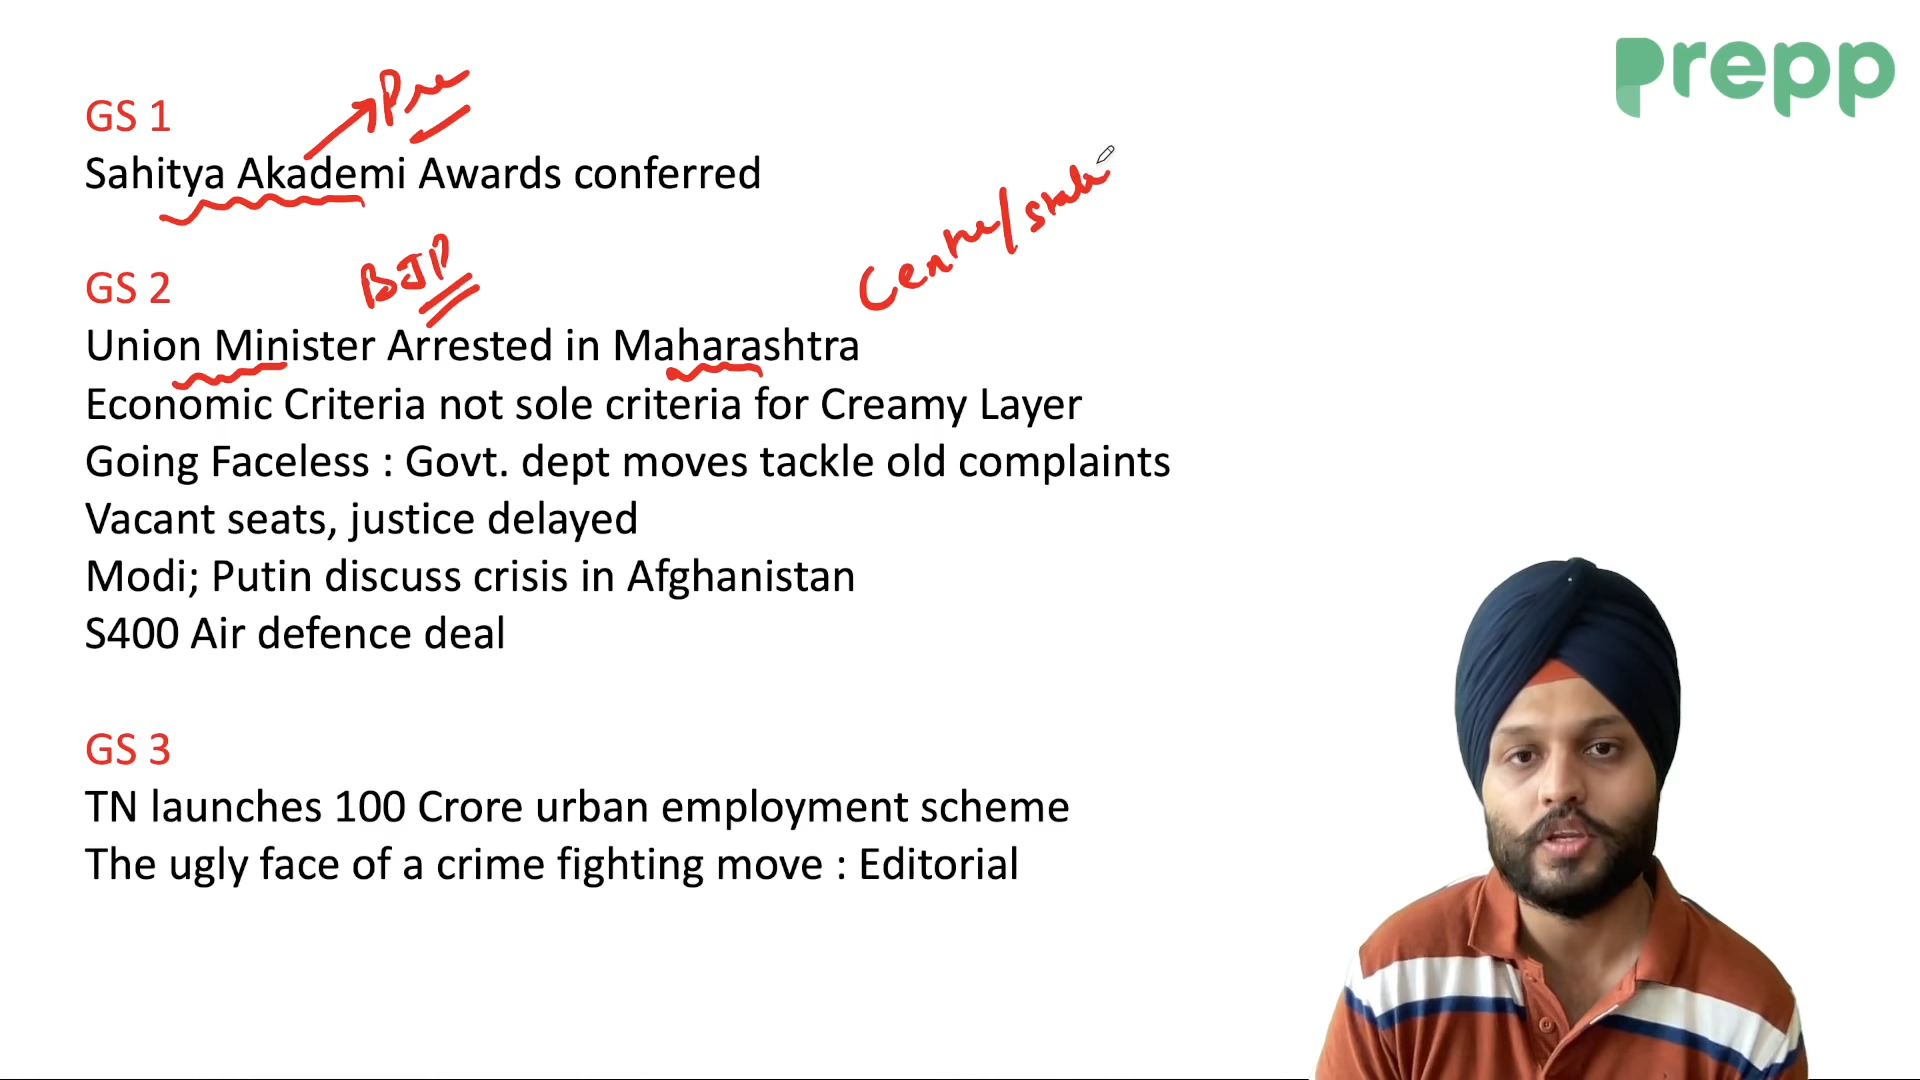 prepp
GS 1
Pre
Sahitya Akademi Awards conferred
Centre/State
GS 2
BJP
Union Minister Arrested in Maharashtra
Economic Criteria not sole criteria for Creamy Layer
Going Faceless : Govt. dept moves tackle old complaints
Vacant seats, justice delayed
Modi; Putin discuss crisis in Afghanistan
S400 Air defence deal
GS 3
TN launches 100 Crore urban employment scheme
The ugly face of a crime fighting move : Editorial